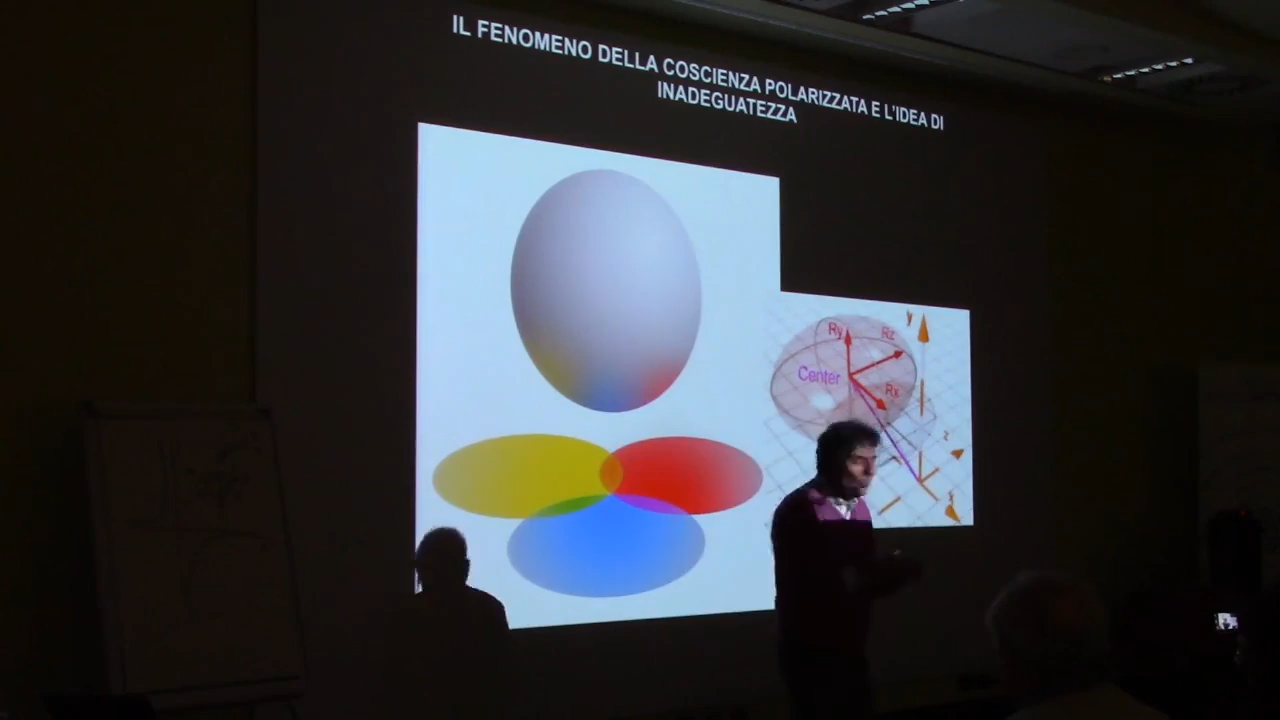 IL FENOMENO DELLA COSCIENZA POLARIZZATA E L'IDEA DI
INADEGUATEZZA
Ry
Rz
y
Center
Rx
z
x